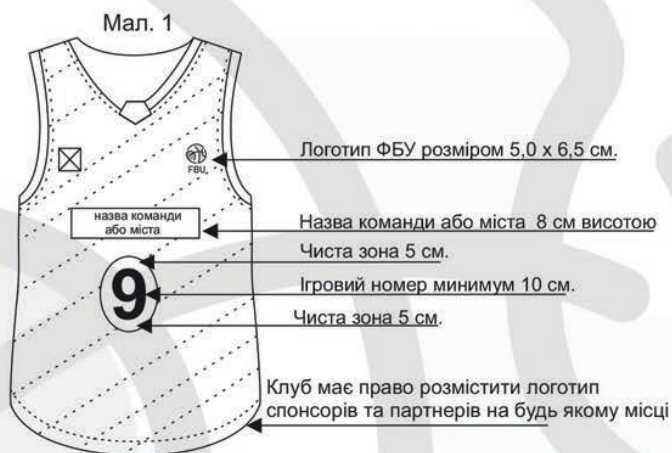 Мал. 1
Логотип ФБУ розміром 5,0 х 6,5 см.
FBU
назва команди
або міста
Назва команди або міста 8 см висотою
Чиста зона 5 см.
9
Ігровий номер минимум 10 см.
Чиста зона 5 см.
Клуб має право розмістити логотип
спонсорів та партнерів на будь якому місці